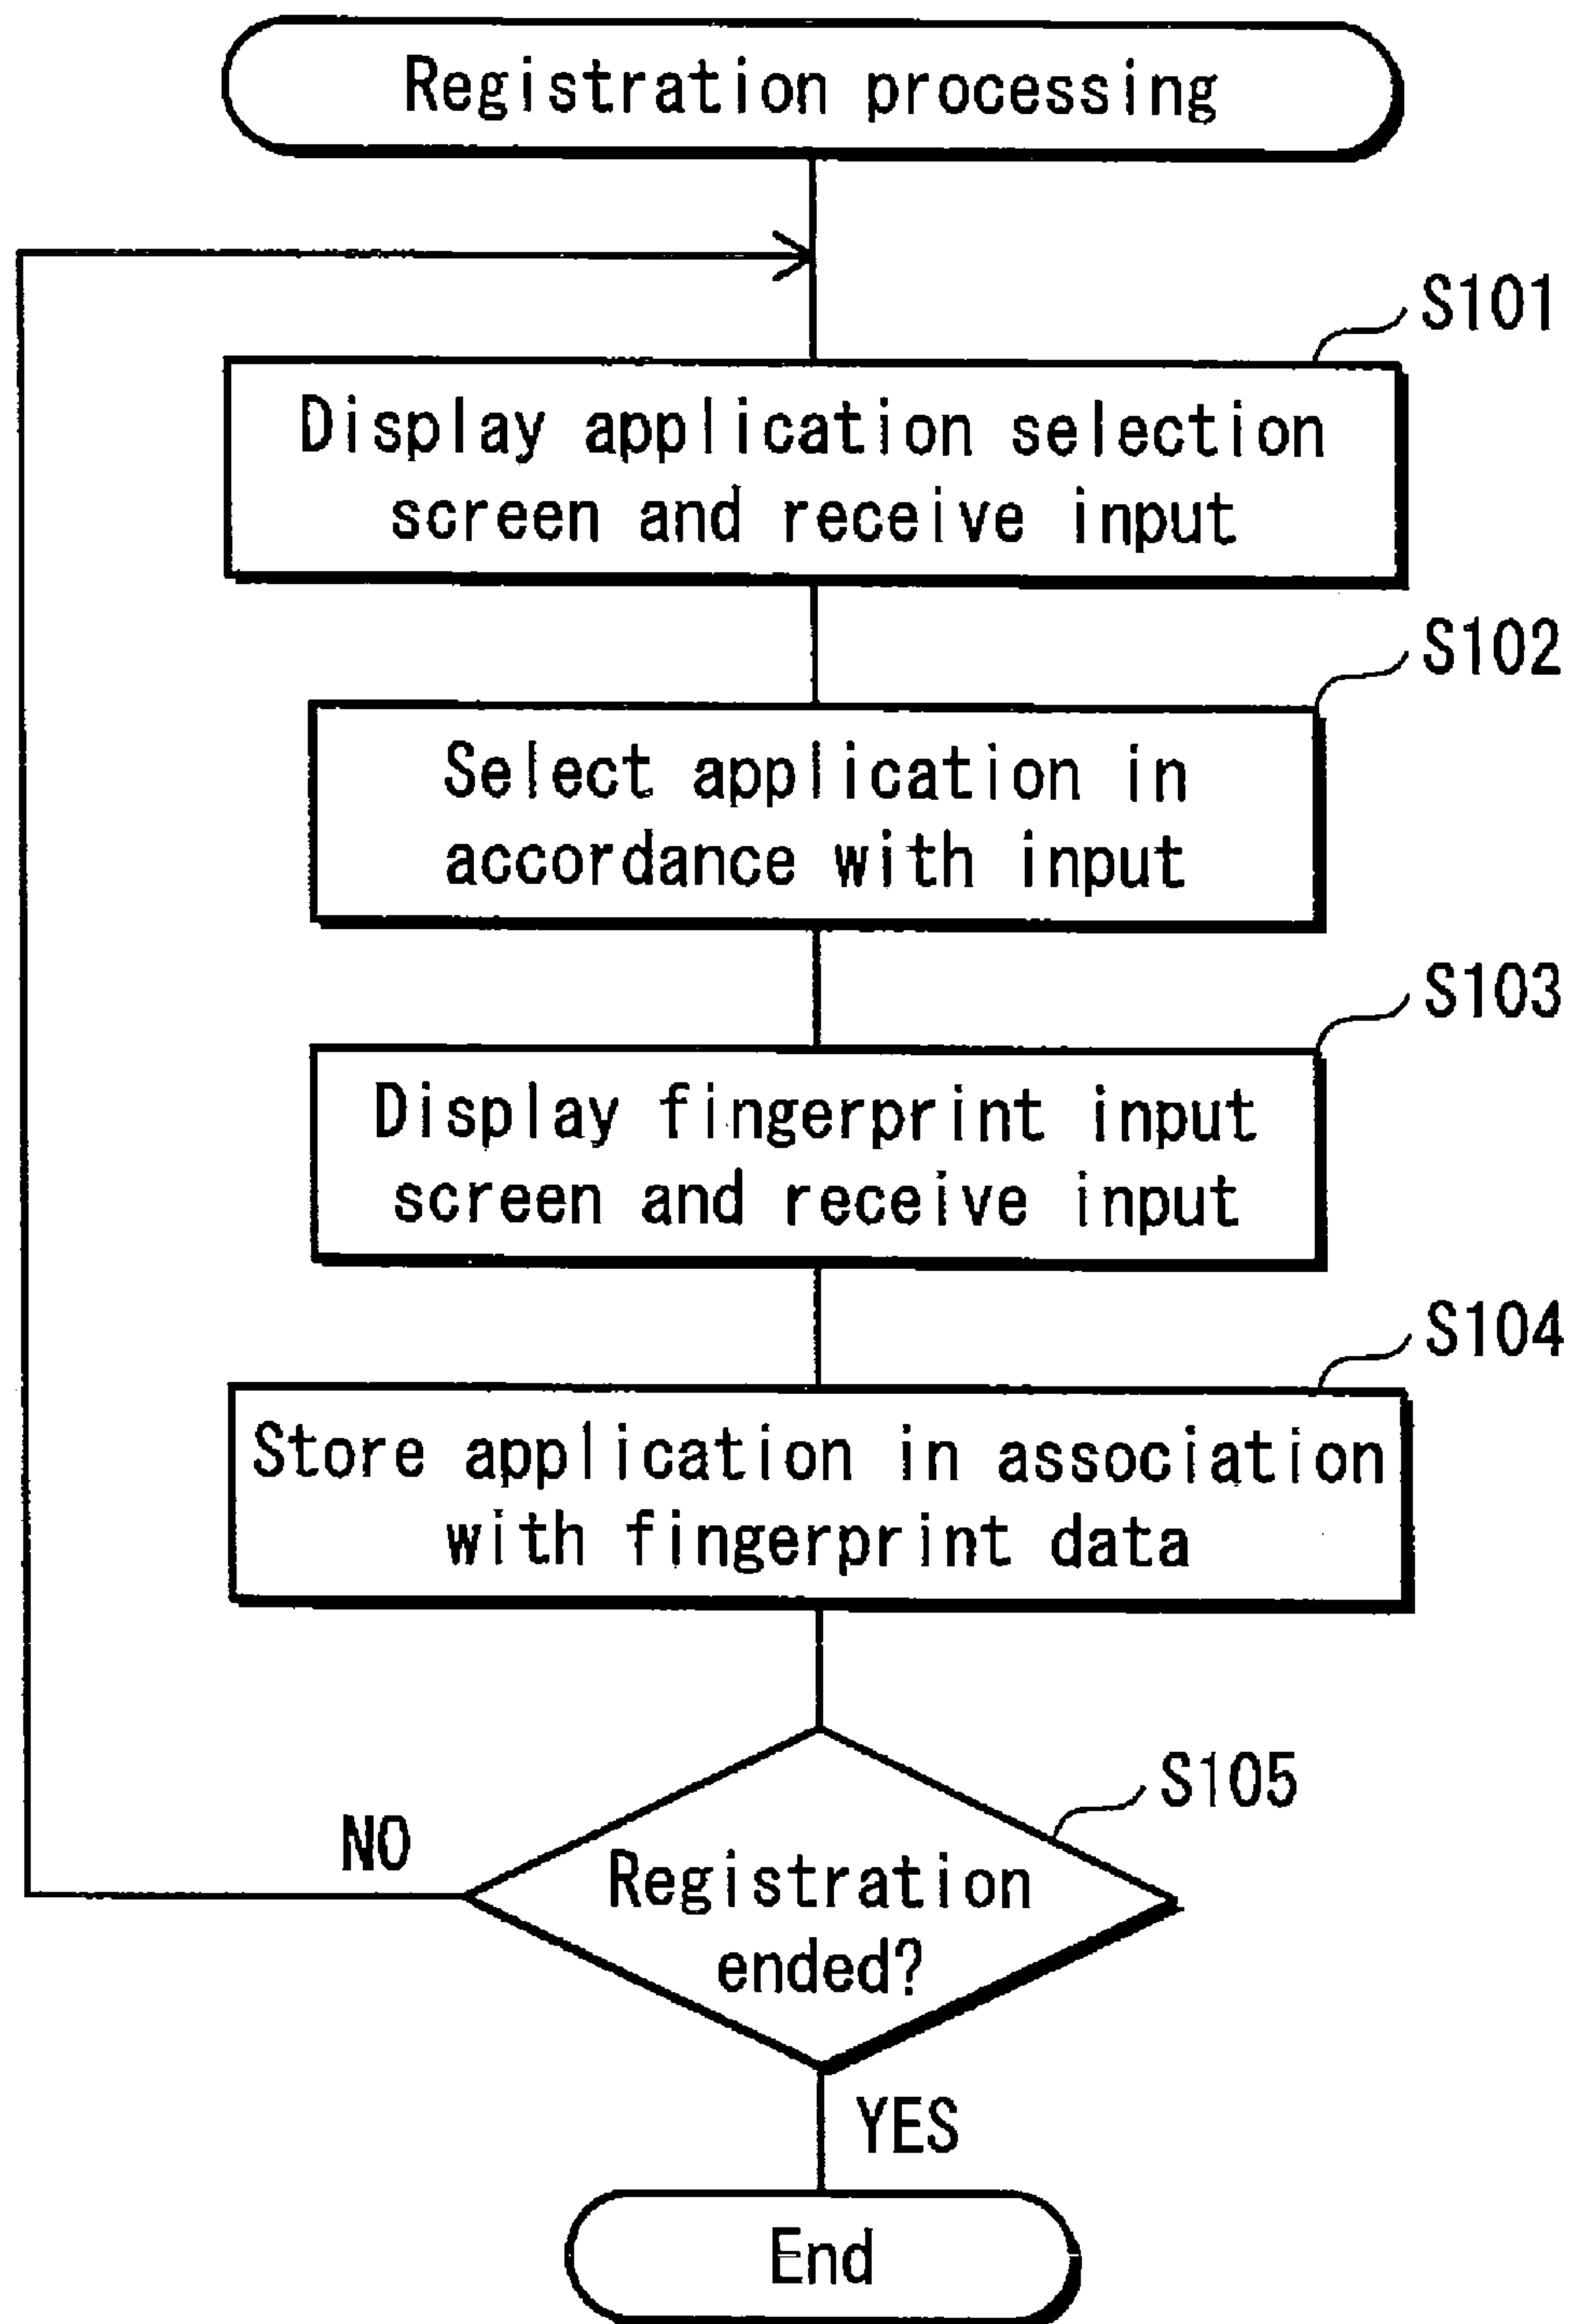 Registration processing
S101
Display application selection
screen and receive input
S102
Select application in
accordance with input
S103
Display fingerprint input
screen and receive input
S104
Store application in association
with fingerprint data
S105
NO
Registration
ended?
YES
End